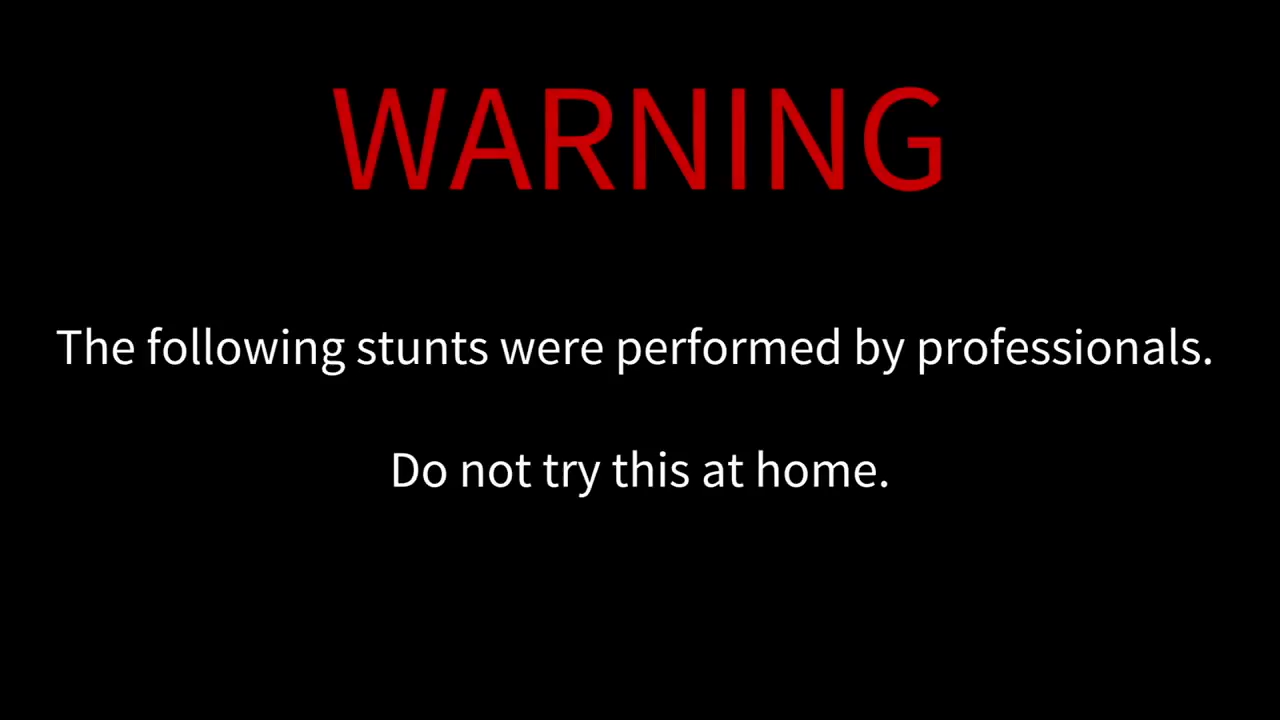 WARNING
The following stunts were performed by professionals.
Do not try this at home.